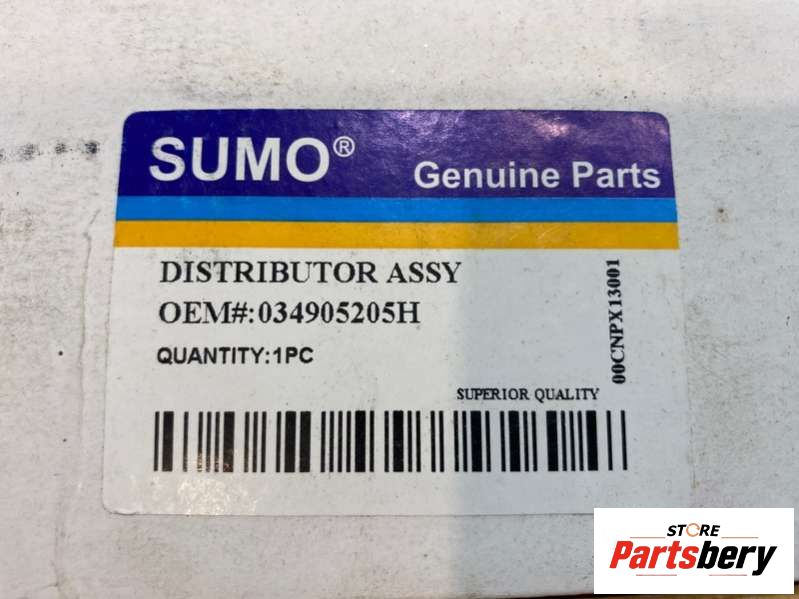 SUMO®
Genuine Parts
DISTRIBUTOR ASSY
OEM#:034905205H
QUANTITY:1PC
SUPERIOR QUALITY
00CNPX13001
STORE
Partsbery